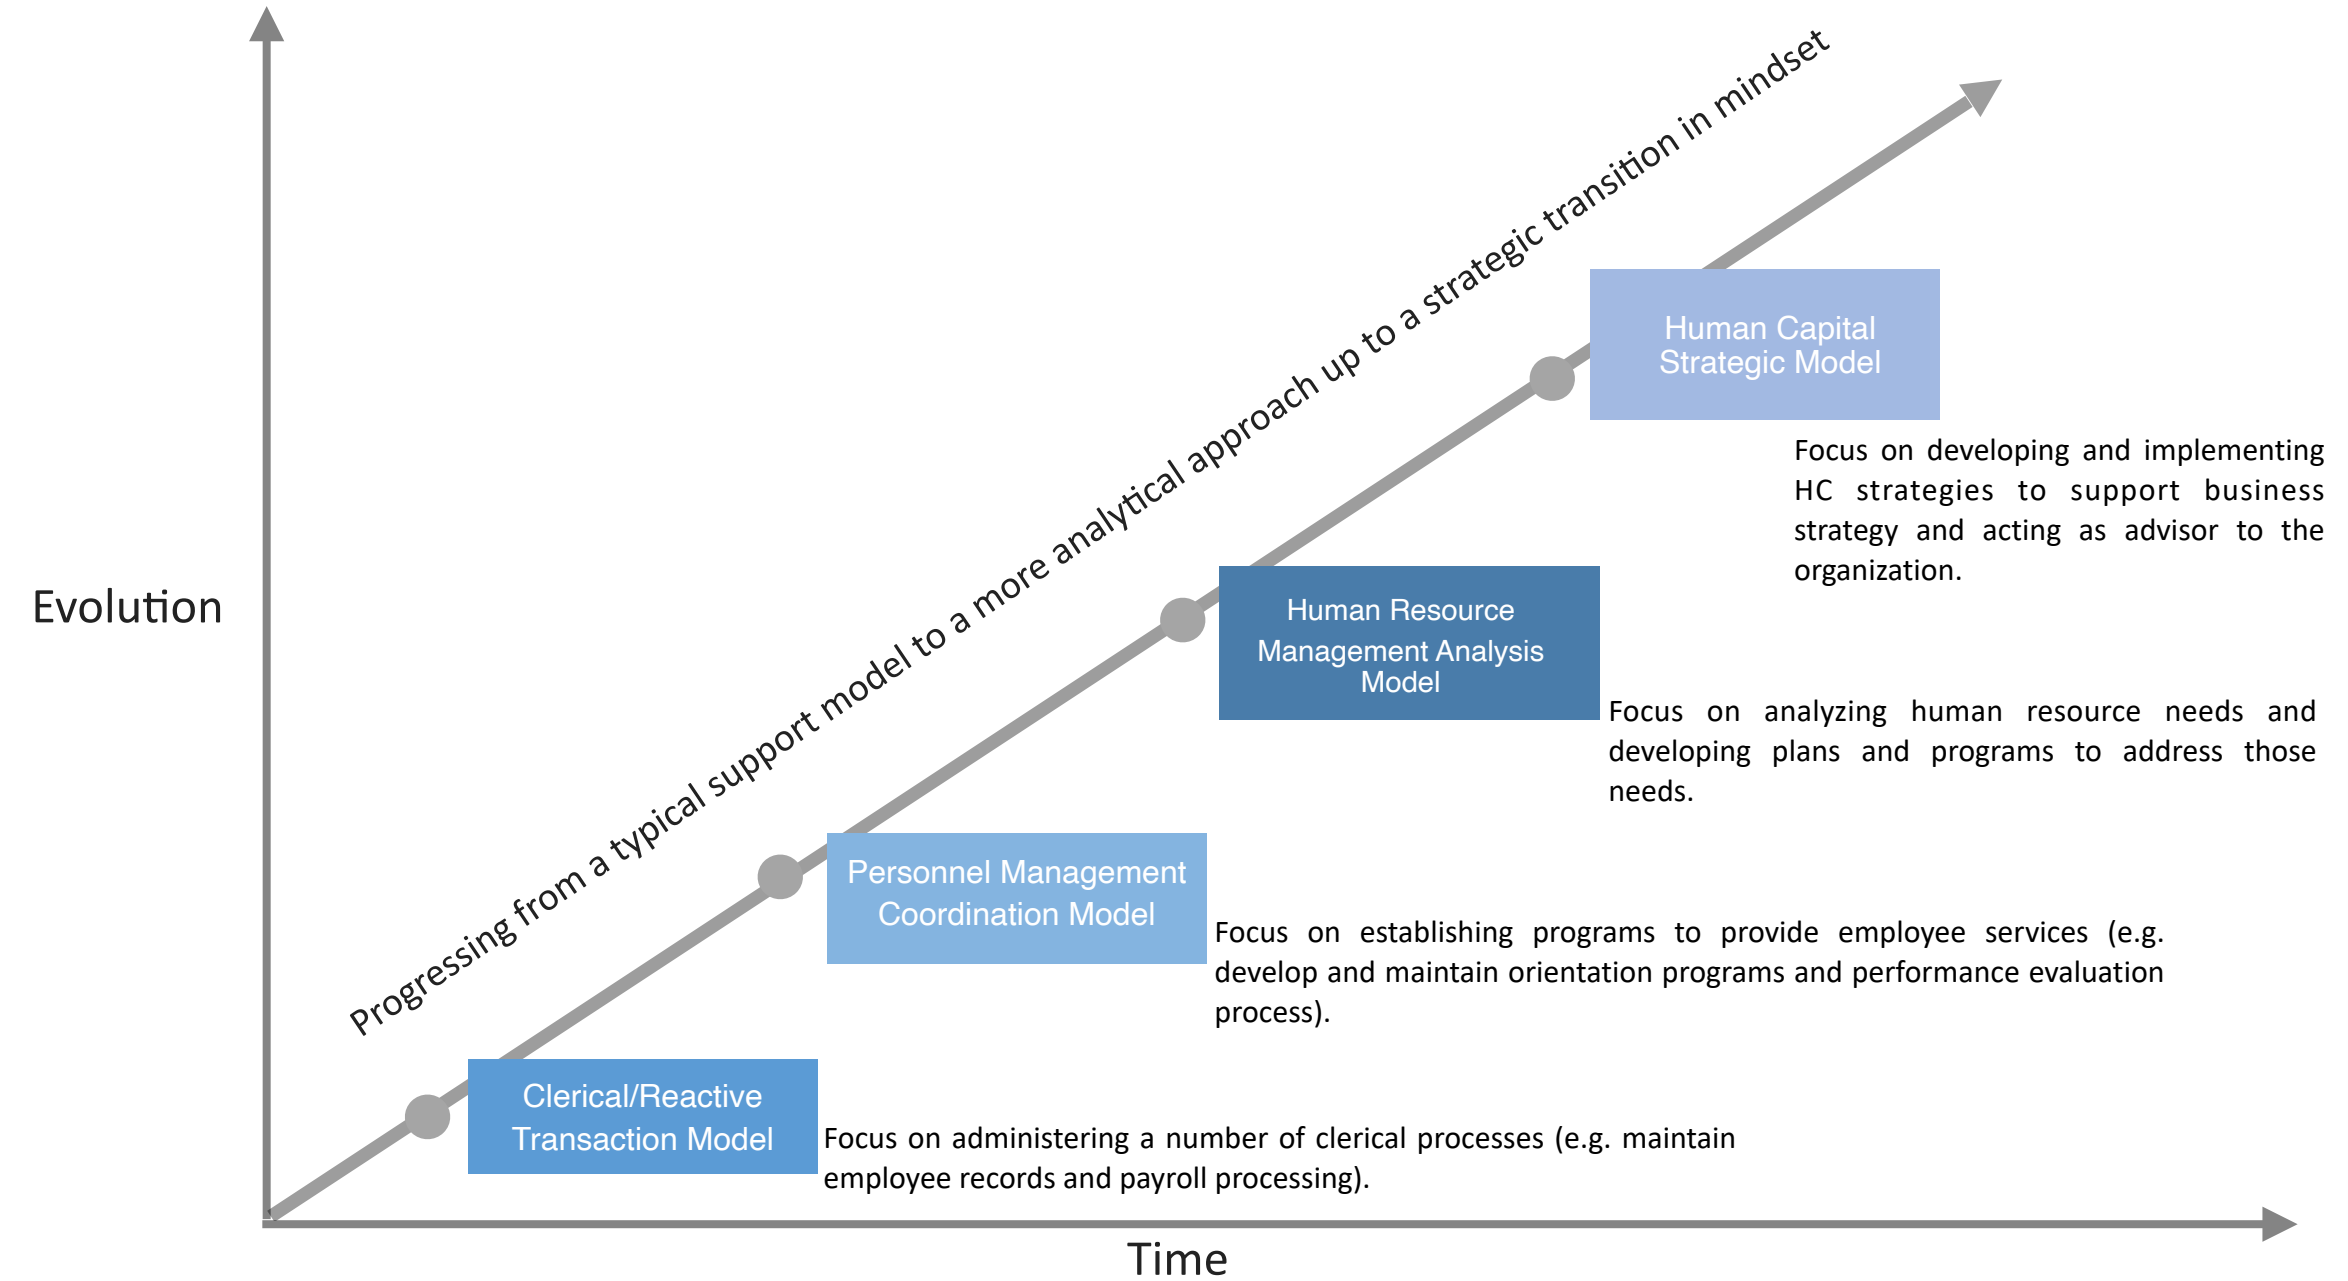 Progressing from a typical support model to a more analytical approach up to a strategic transition in mindset
Human Capital
Strategic Model
Focus on developing and implementing
HC strategies to support business
strategy and acting as advisor to the
organization.
Evolution
Human Resource
Management Analysis
Model
Focus on analyzing human resource needs and
developing plans and programs to address those
needs.
Personnel Management
Coordination Model
Focus on establishing programs to provide employee services (e.g.
develop and maintain orientation programs and performance evaluation
process).
Clerical/Reactive
Transaction Model
Focus on administering a number of clerical processes (e.g. maintain
employee records and payroll processing).
Time